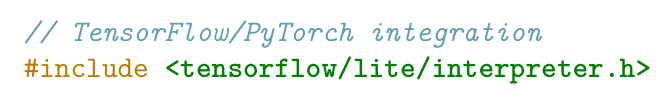 // TensorFlow/PyTorch integration
#include <tensorflow/lite/interpreter.h>